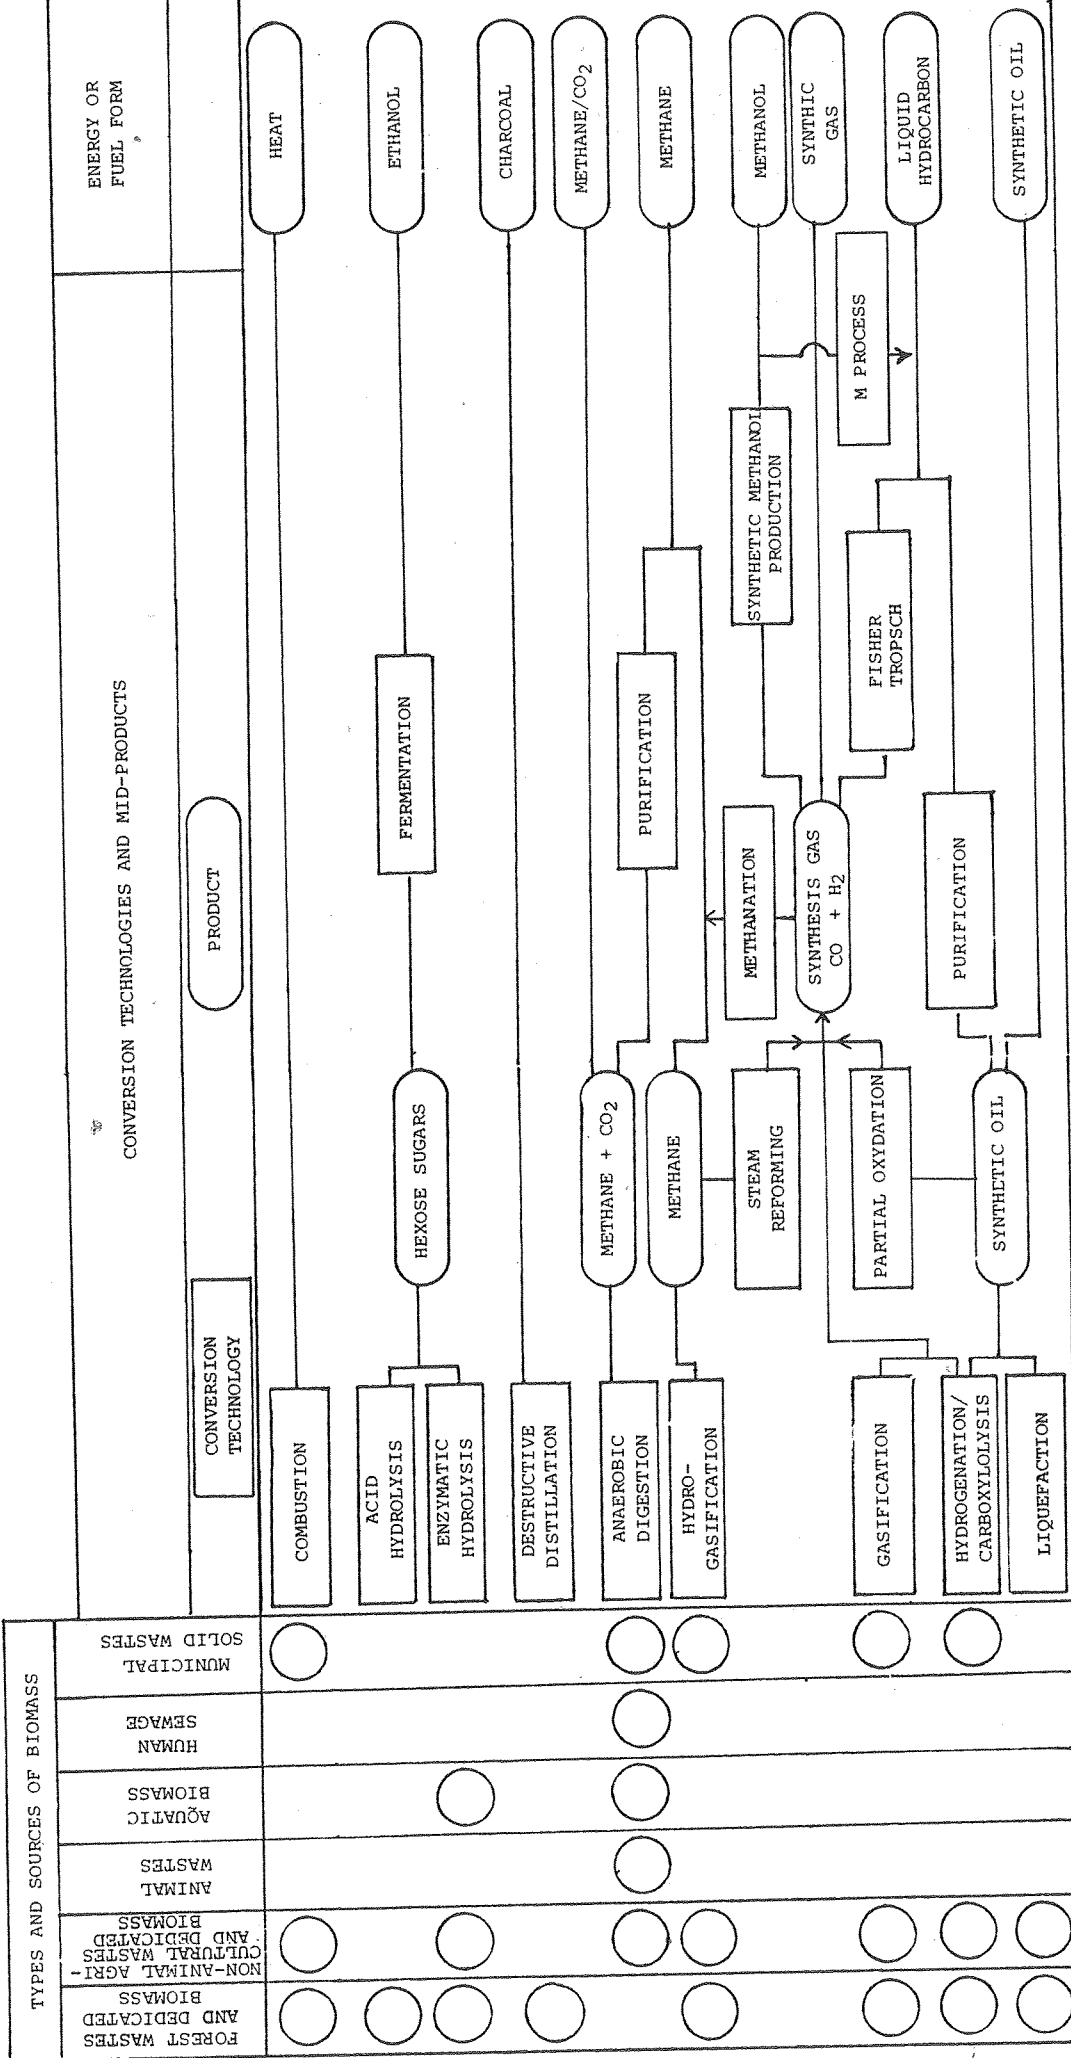 TYPES AND SOURCES OF BIOMASS
FOREST WASTES
AND DEDICATED
BIOMASS
NON-ANIMAL AGRI-
CULTURAL WASTES
AND DEDICATED
BIOMASS
ANIMAL
WASTES
AQUATIC
BIOMASS
HUMAN
SEWAGE
MUNICIPAL
SOLID WASTES
CONVERSION TECHNOLOGIES AND MID-PRODUCTS
CONVERSION
TECHNOLOGY
PRODUCT
ENERGY OR
FUEL FORM
COMBUSTION
HEAT
ACID
HYDROLYSIS
ENZYMATIC
HYDROLYSIS
HEXOSE SUGARS
FERMENTATION
ETHANOL
DESTRUCTIVE
DISTILLATION
CHARCOAL
ANAEROBIC
DIGESTION
METHANE + CO2
METHANE/CO2
PURIFICATION
HYDRO-
GASIFICATION
METHANE
METHANE
STEAM
REFORMING
METHANATION
SYNTHETIC METHANOL
PRODUCTION
METHANOL
SYNTHESIS GAS
CO + H2
SYNTHIC
GAS
M PROCESS
GASIFICATION
PARTIAL OXYDATION
FISHER
TROPSCH
LIQUID
HYDROCARBON
HYDROGENATION/
CARBOXYLOLYSIS
PURIFICATION
LIQUEFACTION
SYNTHETIC OIL
SYNTHETIC OIL